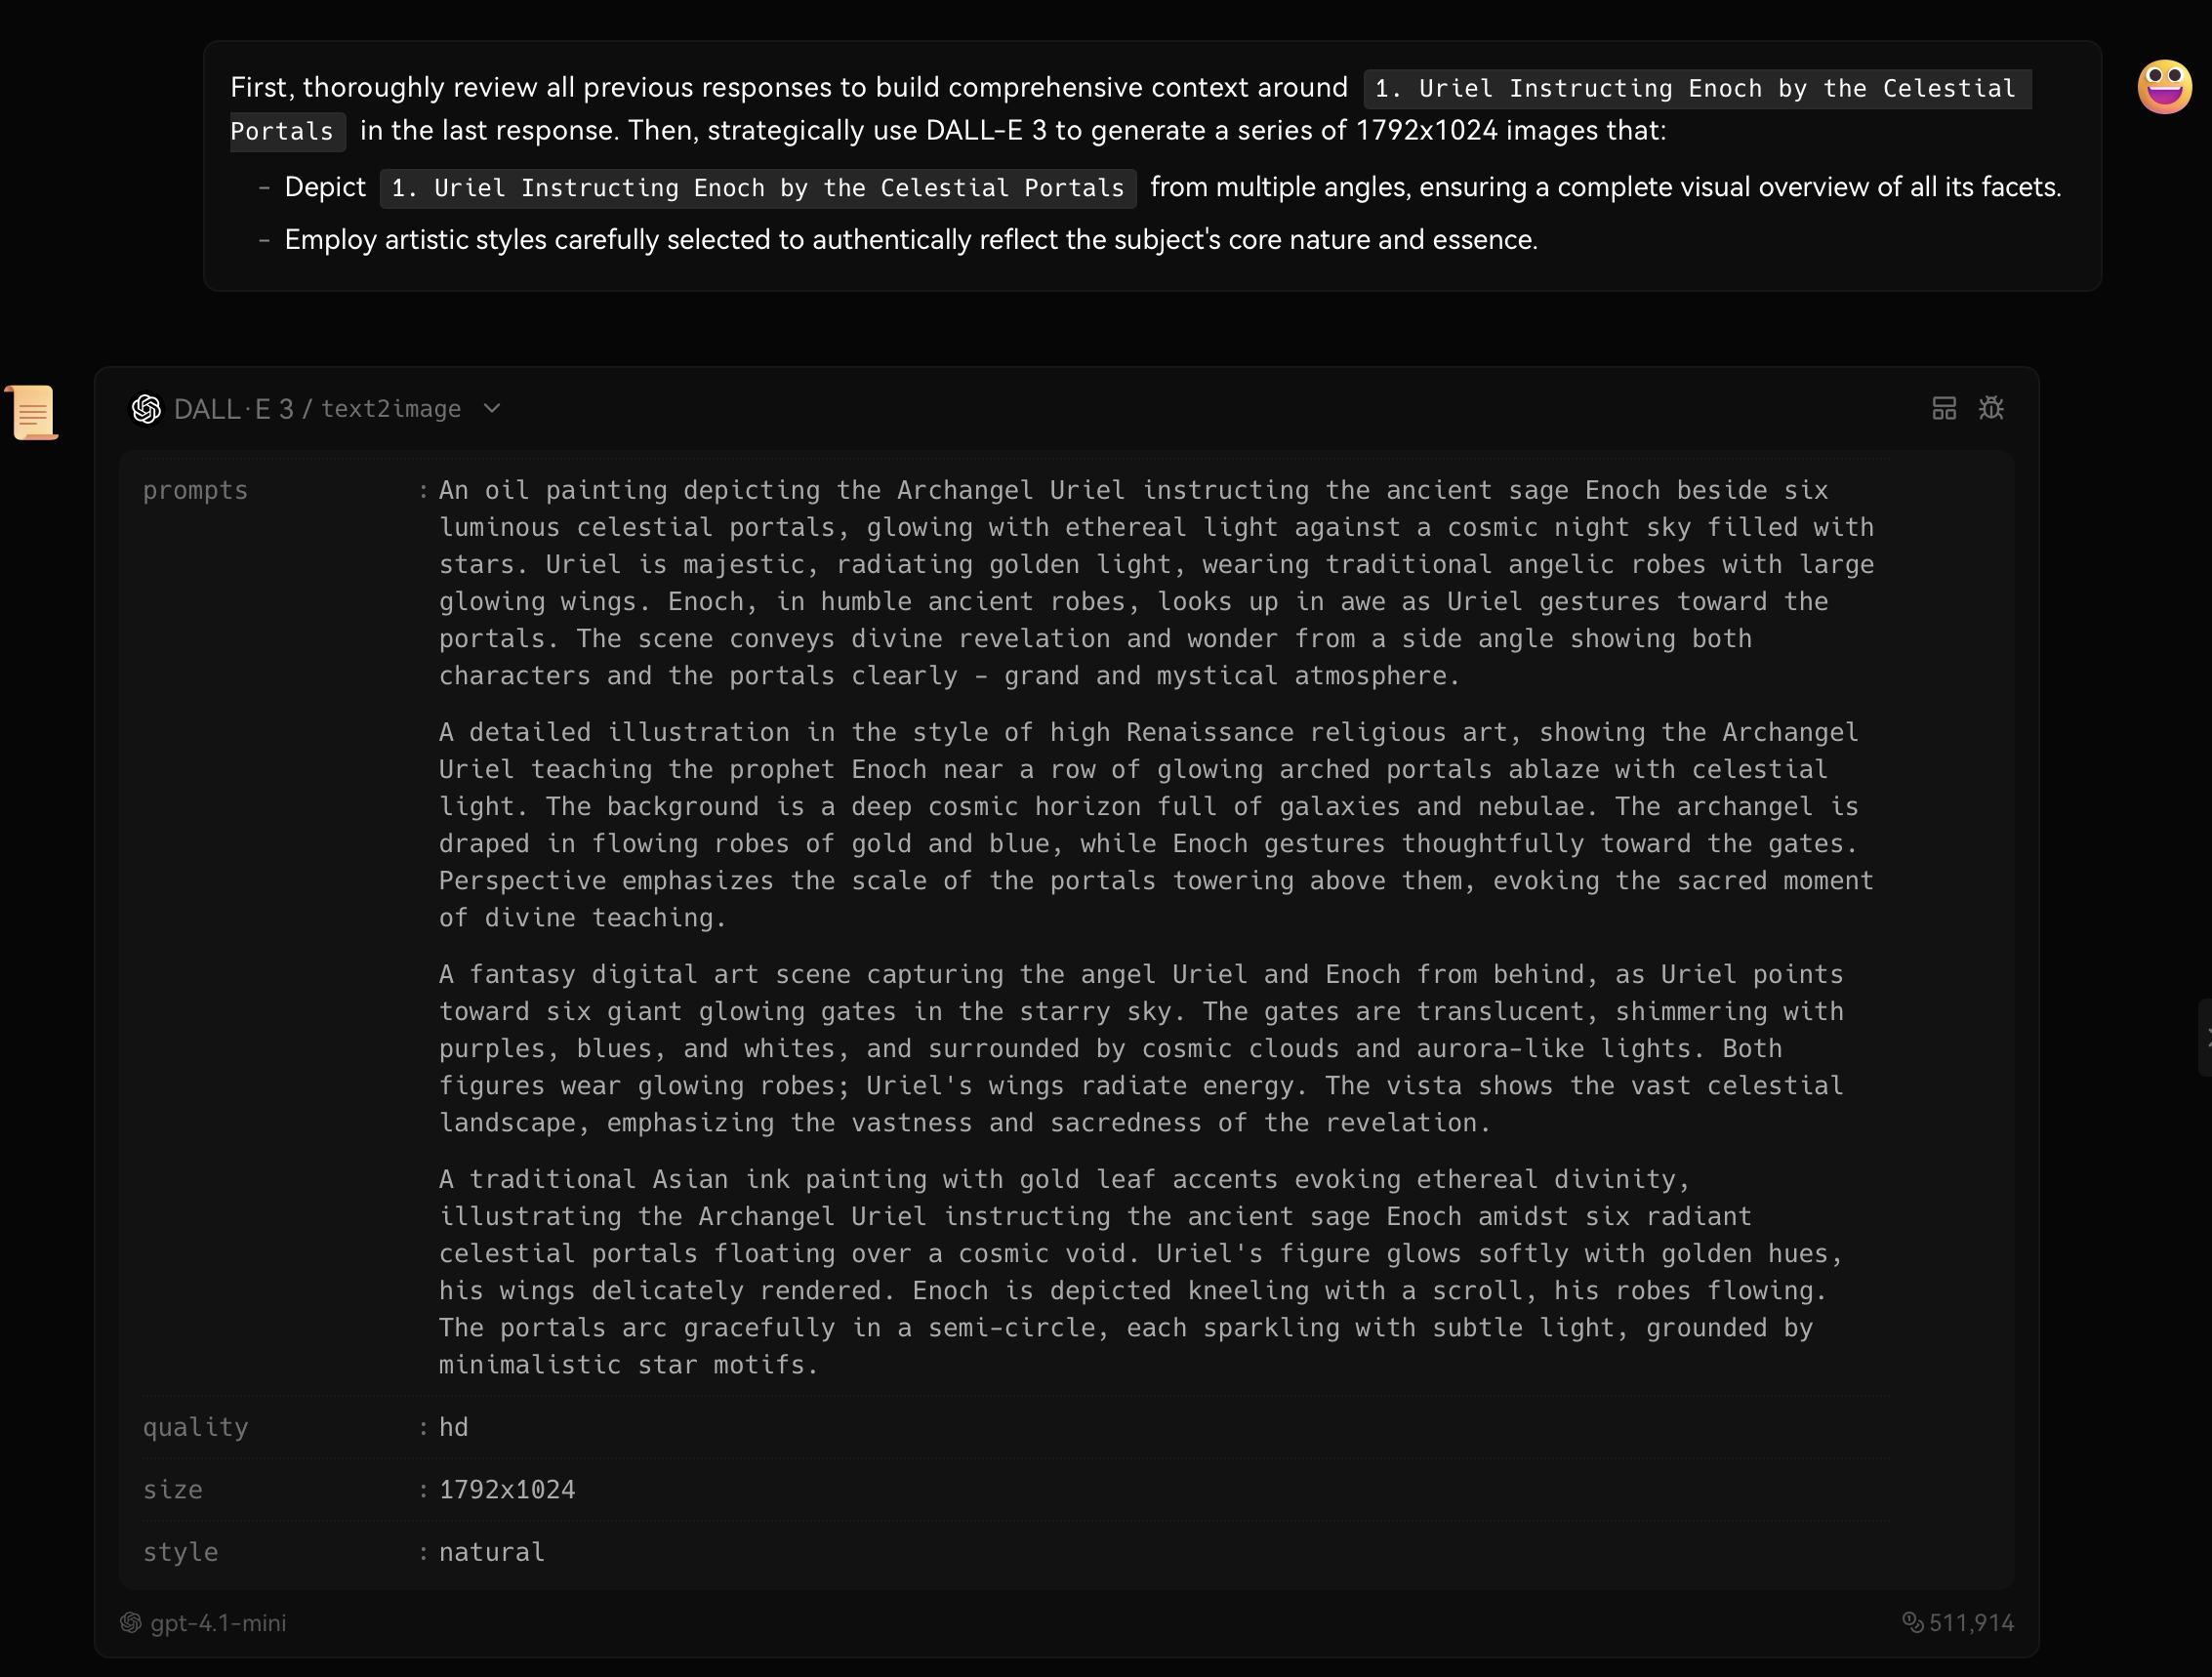 First, thoroughly review all previous responses to build comprehensive context around 1. Uriel Instructing Enoch by the Celestial
Portals in the last response. Then, strategically use DALL-E 3 to generate a series of 1792x1024 images that:
- Depict 1. Uriel Instructing Enoch by the Celestial Portals from multiple angles, ensuring a complete visual overview of all its facets.
- Employ artistic styles carefully selected to authentically reflect the subject's core nature and essence.
DALL·E 3 / text2image
prompts : An oil painting depicting the Archangel Uriel instructing the ancient sage Enoch beside six
luminous celestial portals, glowing with ethereal light against a cosmic night sky filled with
stars. Uriel is majestic, radiating golden light, wearing traditional angelic robes with large
glowing wings. Enoch, in humble ancient robes, looks up in awe as Uriel gestures toward the
portals. The scene conveys divine revelation and wonder from a side angle showing both
characters and the portals clearly - grand and mystical atmosphere.
A detailed illustration in the style of high Renaissance religious art, showing the Archangel
Uriel teaching the prophet Enoch near a row of glowing arched portals ablaze with celestial
light. The background is a deep cosmic horizon full of galaxies and nebulae. The archangel is
draped in flowing robes of gold and blue, while Enoch gestures thoughtfully toward the gates.
Perspective emphasizes the scale of the portals towering above them, evoking the sacred moment
of divine teaching.
A fantasy digital art scene capturing the angel Uriel and Enoch from behind, as Uriel points
toward six giant glowing gates in the starry sky. The gates are translucent, shimmering with
purples, blues, and whites, and surrounded by cosmic clouds and aurora-like lights. Both
figures wear glowing robes; Uriel's wings radiate energy. The vista shows the vast celestial
landscape, emphasizing the vastness and sacredness of the revelation.
A traditional Asian ink painting with gold leaf accents evoking ethereal divinity,
illustrating the Archangel Uriel instructing the ancient sage Enoch amidst six radiant
celestial portals floating over a cosmic void. Uriel's figure glows softly with golden hues,
his wings delicately rendered. Enoch is depicted kneeling with a scroll, his robes flowing.
The portals arc gracefully in a semi-circle, each sparkling with subtle light, grounded by
minimalistic star motifs.
quality : hd
size : 1792x1024
style : natural
gpt-4.1-mini 511,914